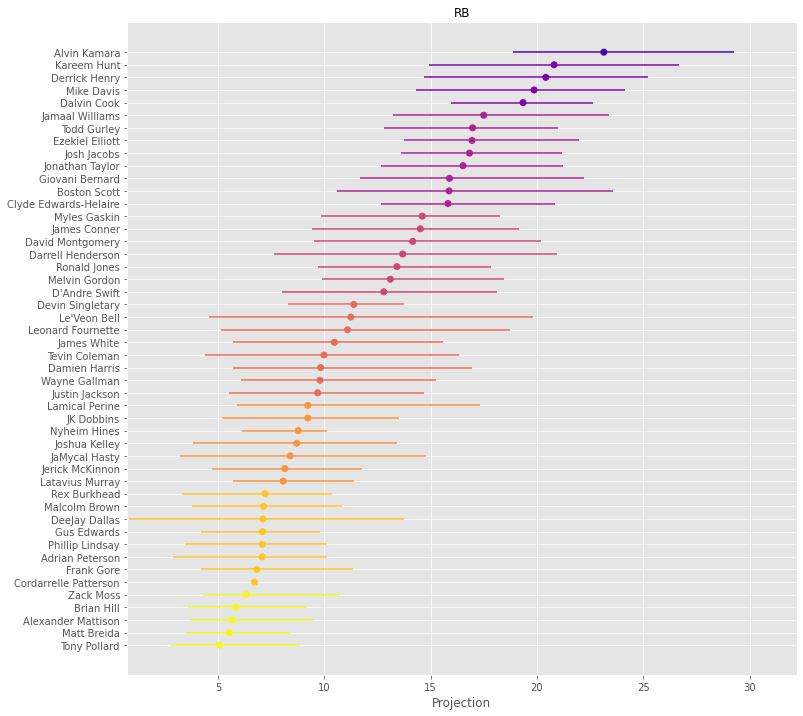 RB
Alvin Kamara
Kareem Hunt
Derrick Henry
Mike Davis
Dalvin Cook
Jamaal Williams
Todd Gurley
Ezekiel Elliott
Josh Jacobs
Jonathan Taylor
Giovani Bernard
Boston Scott
Clyde Edwards-Helaire
Myles Gaskin
James Conner
David Montgomery
Darrell Henderson
Ronald Jones
Melvin Gordon
D'Andre Swift
Devin Singletary
Le'Veon Bell
Leonard Fournette
James White
Tevin Coleman
Damien Harris
Wayne Gallman
Justin Jackson
Lamical Perine
JK Dobbins
Nyheim Hines
Joshua Kelley
JaMycal Hasty
Jerick McKinnon
Latavius Murray
Rex Burkhead
Malcolm Brown
DeeJay Dallas
Gus Edwards
Phillip Lindsay
Adrian Peterson
Frank Gore
Cordarrelle Patterson
Zack Moss
Brian Hill
Alexander Mattison
Matt Breida
Tony Pollard
5 10 15 20 25 30
Projection